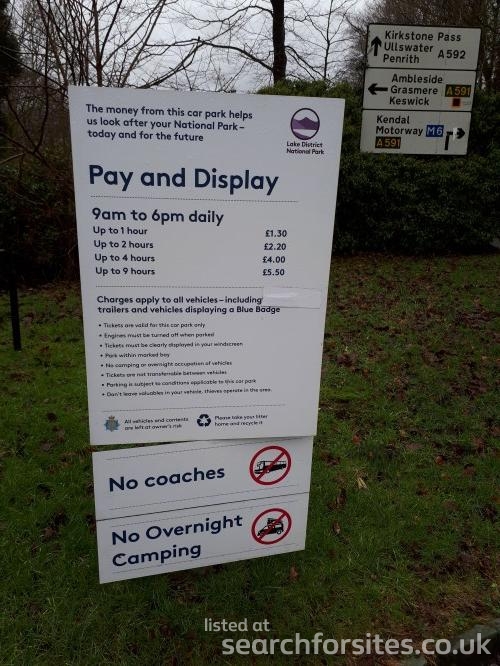 The money from this car park helps
us look after your National Park –
today and for the future
Lake District
National Park
Pay and Display
9am to 6pm daily
Up to 1 hour £1.30
Up to 2 hours £2.20
Up to 4 hours £4.00
Up to 9 hours £5.50
Charges apply to all vehicles – including
trailers and vehicles displaying a Blue Badge
• Tickets are valid for this car park only
• Engines must be turned off when parked
• Tickets must be clearly displayed in your windscreen
• Park within marked bay
• No camping or overnight occupation of vehicles
• Tickets are not transferrable between vehicles
• Parking is subject to conditions applicable to this car park
• Don't leave valuables in your vehicle, thieves operate in the area.
All vehicles and contents
are left at owner's risk
Please take your litter
home and recycle it
No coaches
No Overnight
Camping
Kirkstone Pass
Ullswater
Penrith A592
Ambleside
Grasmere A591
Keswick
Kendal
Motorway M6
A591
listed at
searchforsites.co.uk